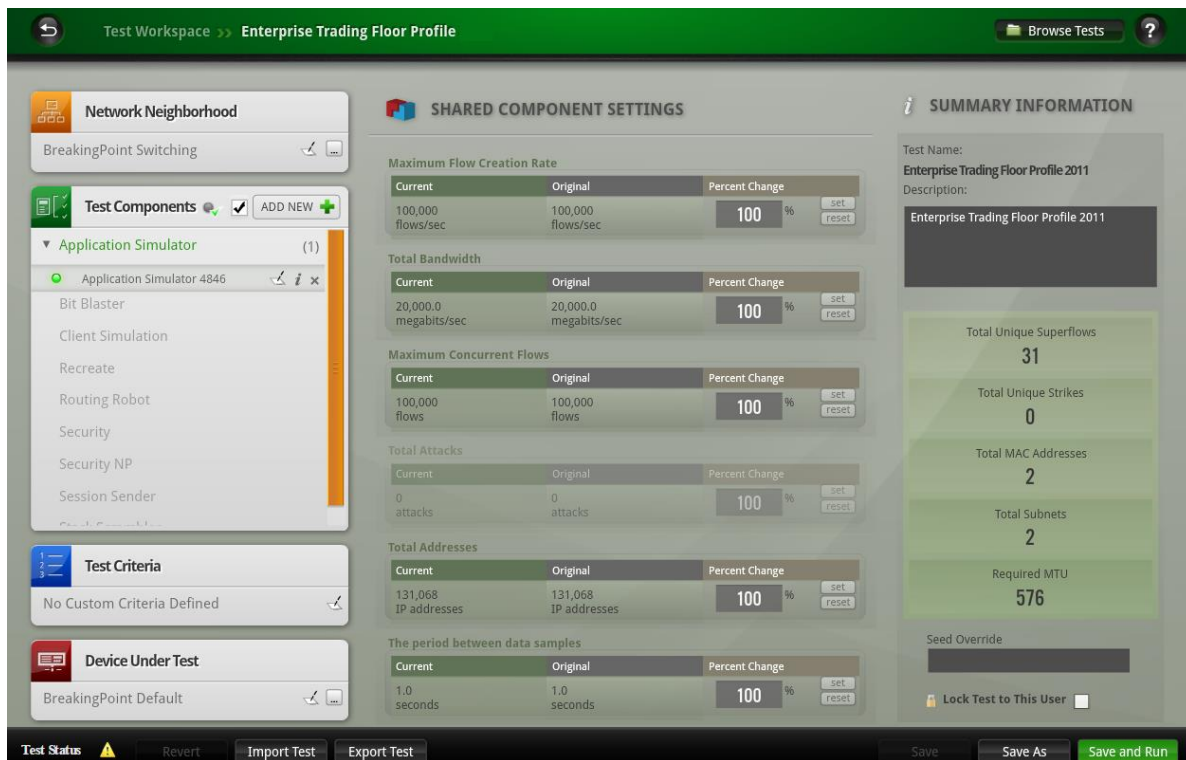 Test Workspace >> Enterprise Trading Floor Profile
Browse Tests
?
Network Neighborhood
BreakingPoint Switching
...
Test Components
ADD NEW
Application Simulator (1)
Application Simulator 4846
i x
Bit Blaster
Client Simulation
Recreate
Routing Robot
Security
Security NP
Session Sender
1
2
3
Test Criteria
No Custom Criteria Defined
Device Under Test
BreakingPoint Default
...
SHARED COMPONENT SETTINGS
Maximum Flow Creation Rate
Current Original Percent Change
100,000 flows/sec
100,000 flows/sec
100 %
set
reset
Total Bandwidth
Current Original Percent Change
20,000.0 megabits/sec
20,000.0 megabits/sec
100 %
set
reset
Maximum Concurrent Flows
Current Original Percent Change
100,000 flows
100,000 flows
100 %
set
reset
Total Attacks
Current Original Percent Change
0 attacks
0 attacks
100 %
set
reset
Total Addresses
Current Original Percent Change
131,068 IP addresses
131,068 IP addresses
100 %
set
reset
The period between data samples
Current Original Percent Change
1.0 seconds
1.0 seconds
100 %
set
reset
i SUMMARY INFORMATION
Test Name:
Enterprise Trading Floor Profile 2011
Description:
Enterprise Trading Floor Profile 2011
Total Unique Superflows
31
Total Unique Strikes
0
Total MAC Addresses
2
Total Subnets
2
Required MTU
576
Seed Override
Lock Test to This User
Test Status
Revert
Import Test
Export Test
Save
Save As
Save and Run